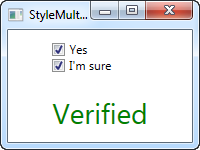 StyleMult...
Yes
I'm sure
Verified